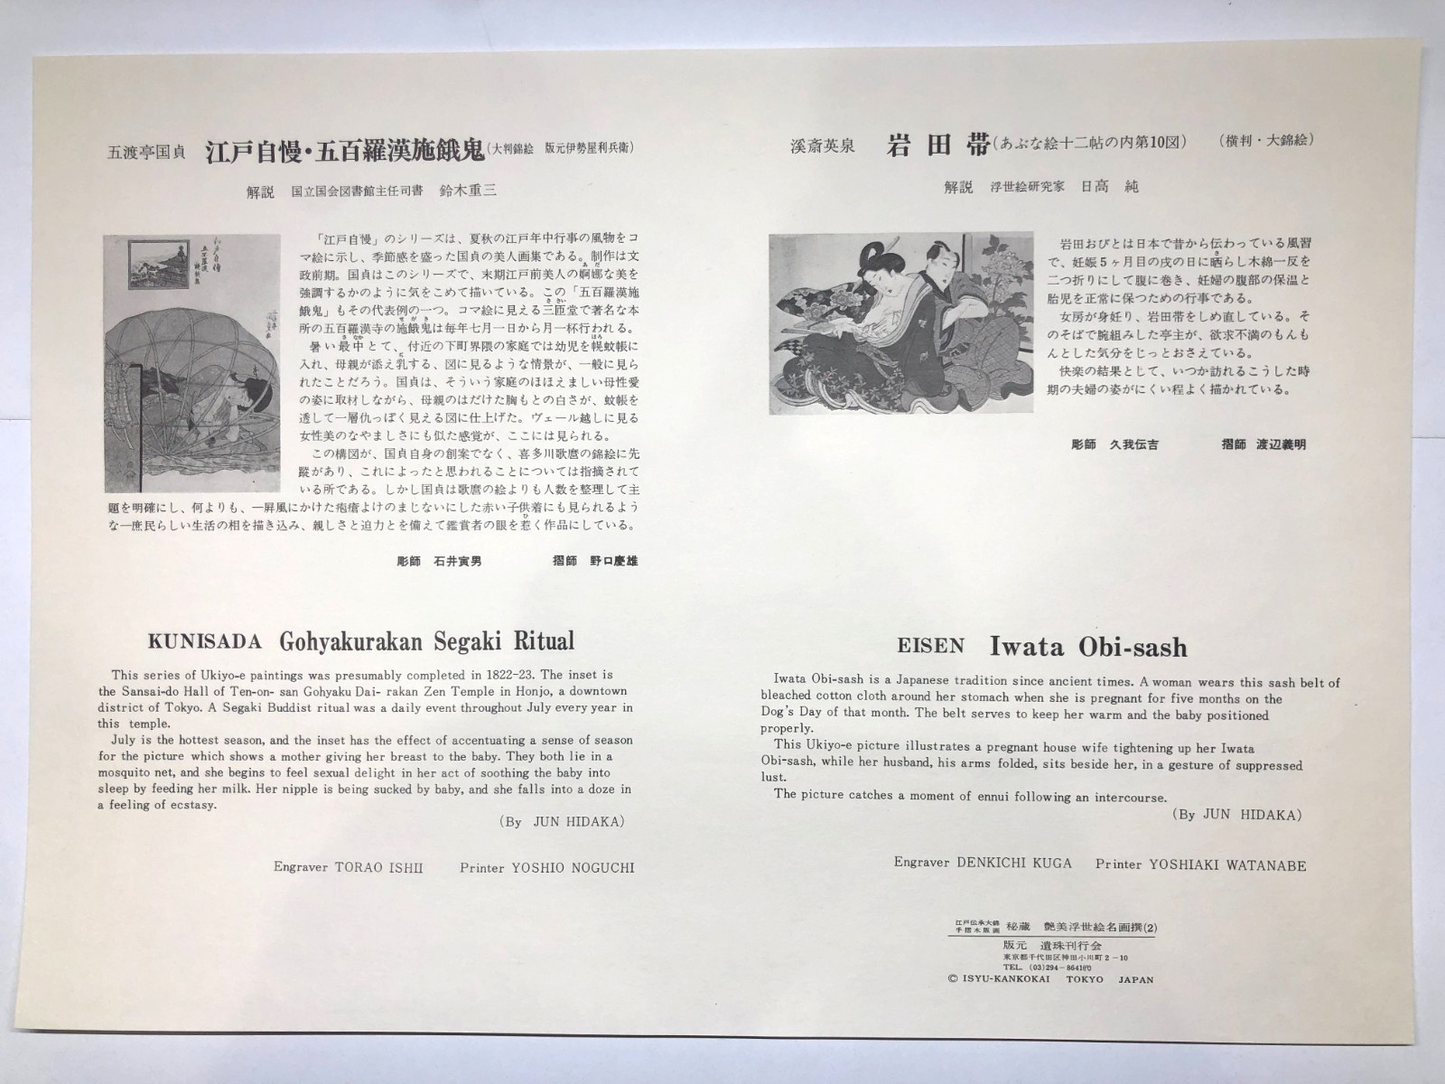 五渡亭国貞　江戸自慢・五百羅漢施餓鬼(大判錦絵　版元伊勢屋利兵衛)
解説　国立国会図書館主任司書　鈴木重三
「江戸自慢」のシリーズは、夏秋の江戸年中行事の風物をコ
マ絵に示し、季節感を盛った国貞の美人画集である。制作は文
政前期。国貞はこのシリーズで、末期江戸前美人の婀娜な美を
強調するかのように気をこめて描いている。この「五百羅漢施
餓鬼」もその代表例の一つ。コマ絵に見える三匝堂で著名な本
所の五百羅漢寺の施餓鬼は毎年七月一日から月一杯行われる。
暑い最中とて、付近の下町界隈の家庭では幼児を幌蚊帳に
入れ、母親が添え乳する、図に見るような情景が、一般に見ら
れたことだろう。国貞は、そういう家庭のほほえましい母性愛
の姿に取材しながら、母親のはだけた胸もとの白さが、蚊帳を
透して一層仇っぽく見える図に仕上げた。ヴェール越しに見る
女性美のなやましさにも似た感覚が、ここには見られる。
この構図が、国貞自身の創案でなく、喜多川歌麿の錦絵に先
蹤があり、これによったと思われることについては指摘されて
いる所である。しかし国貞は歌麿の絵よりも人数を整理して主
題を明確にし、何よりも、―屛風にかけた疱瘡よけのまじないにした赤い子供着にも見られるよう
な―庶民らしい生活の相を描き込み、親しさと迫力とを備えて鑑賞者の眼を惹く作品にしている。
彫師　石井寅男　　摺師　野口慶雄
KUNISADA Gohyakurakan Segaki Ritual
This series of Ukiyo-e paintings was presumably completed in 1822-23. The inset is
the Sansai-do Hall of Ten-on- san Gohyaku Dai- rakan Zen Temple in Honjo, a downtown
district of Tokyo. A Segaki Buddist ritual was a daily event throughout July every year in
this temple.
July is the hottest season, and the inset has the effect of accentuating a sense of season
for the picture which shows a mother giving her breast to the baby. They both lie in a
mosquito net, and she begins to feel sexual delight in her act of soothing the baby into
sleep by feeding her milk. Her nipple is being sucked by baby, and she falls into a doze in
a feeling of ecstasy.
(By JUN HIDAKA)
Engraver TORAO ISHII Printer YOSHIO NOGUCHI
溪斎英泉　岩田帯(あぶな絵十二帖の内第10図)　(横判・大錦絵)
解説　浮世絵研究家　日高　純
岩田おびとは日本で昔から伝わっている風習
で、妊娠5ヶ月目の戌の日に晒らし木綿一反を
二つ折りにして腹に巻き、妊婦の腹部の保温と
胎児を正常に保つための行事である。
女房が身妊り、岩田帯をしめ直している。そ
のそばで腕組みした亭主が、欲求不満のもんも
んとした気分をじっとおさえている。
快楽の結果として、いつか訪れるこうした時
期の夫婦の姿がにくい程よく描かれている。
彫師　久我伝吉　　摺師　渡辺義明
EISEN Iwata Obi-sash
Iwata Obi-sash is a Japanese tradition since ancient times. A woman wears this sash belt of
bleached cotton cloth around her stomach when she is pregnant for five months on the
Dog's Day of that month. The belt serves to keep her warm and the baby positioned
properly.
This Ukiyo-e picture illustrates a pregnant house wife tightening up her Iwata
Obi-sash, while her husband, his arms folded, sits beside her, in a gesture of suppressed
lust.
The picture catches a moment of ennui following an intercourse.
(By JUN HIDAKA)
Engraver DENKICHI KUGA Printer YOSHIAKI WATANABE
江戸伝承大錦
手摺木版画　秘蔵　艶美浮世絵名画撰(2)
版元　遺珠刊行会
東京都千代田区神田小川町2-10
TEL. (03)294-8641㈹
© ISYU-KANKOKAI TOKYO JAPAN